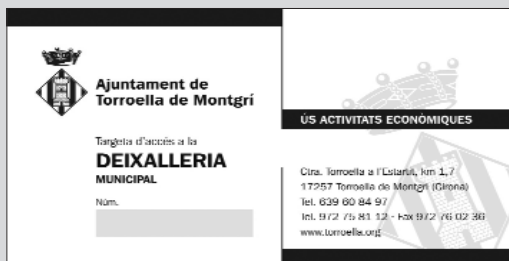 Ajuntament de
Torroella de Montgrí
Targeta d'accés a la
DEIXALLERIA
MUNICIPAL
Núm.
ÚS ACTIVITATS ECONÒMIQUES
Ctra. Torroella a l'Estartit, km 1,7
17257 Torroella de Montgrí (Girona)
Tel. 639 60 84 97
Tel. 972 75 81 12 - Fax 972 76 02 36
www.torroella.org